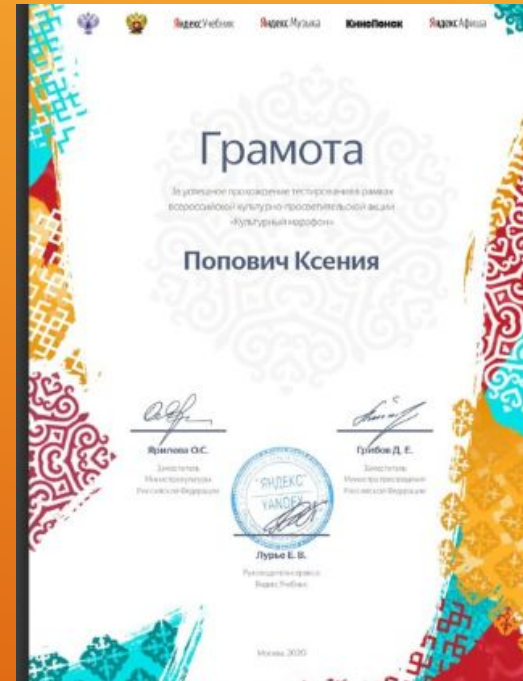 Яндекс Учебник Яндекс Музыка КиноПоиск Яндекс Афиша
Грамота
За успешное прохождение тестирования в рамках
всероссийской культурно-просветительской акции
«Культурный марафон»
Попович Ксения
Ярилова О.С. Грибов Д. Е.
Заместитель Заместитель
Министра культуры Министра просвещения
Российской Федерации Российской Федерации
"ЯНДЕКС"
YANDEX
Лурье Е. В.
Руководитель сервиса
Яндекс.Учебник
Москва, 2020